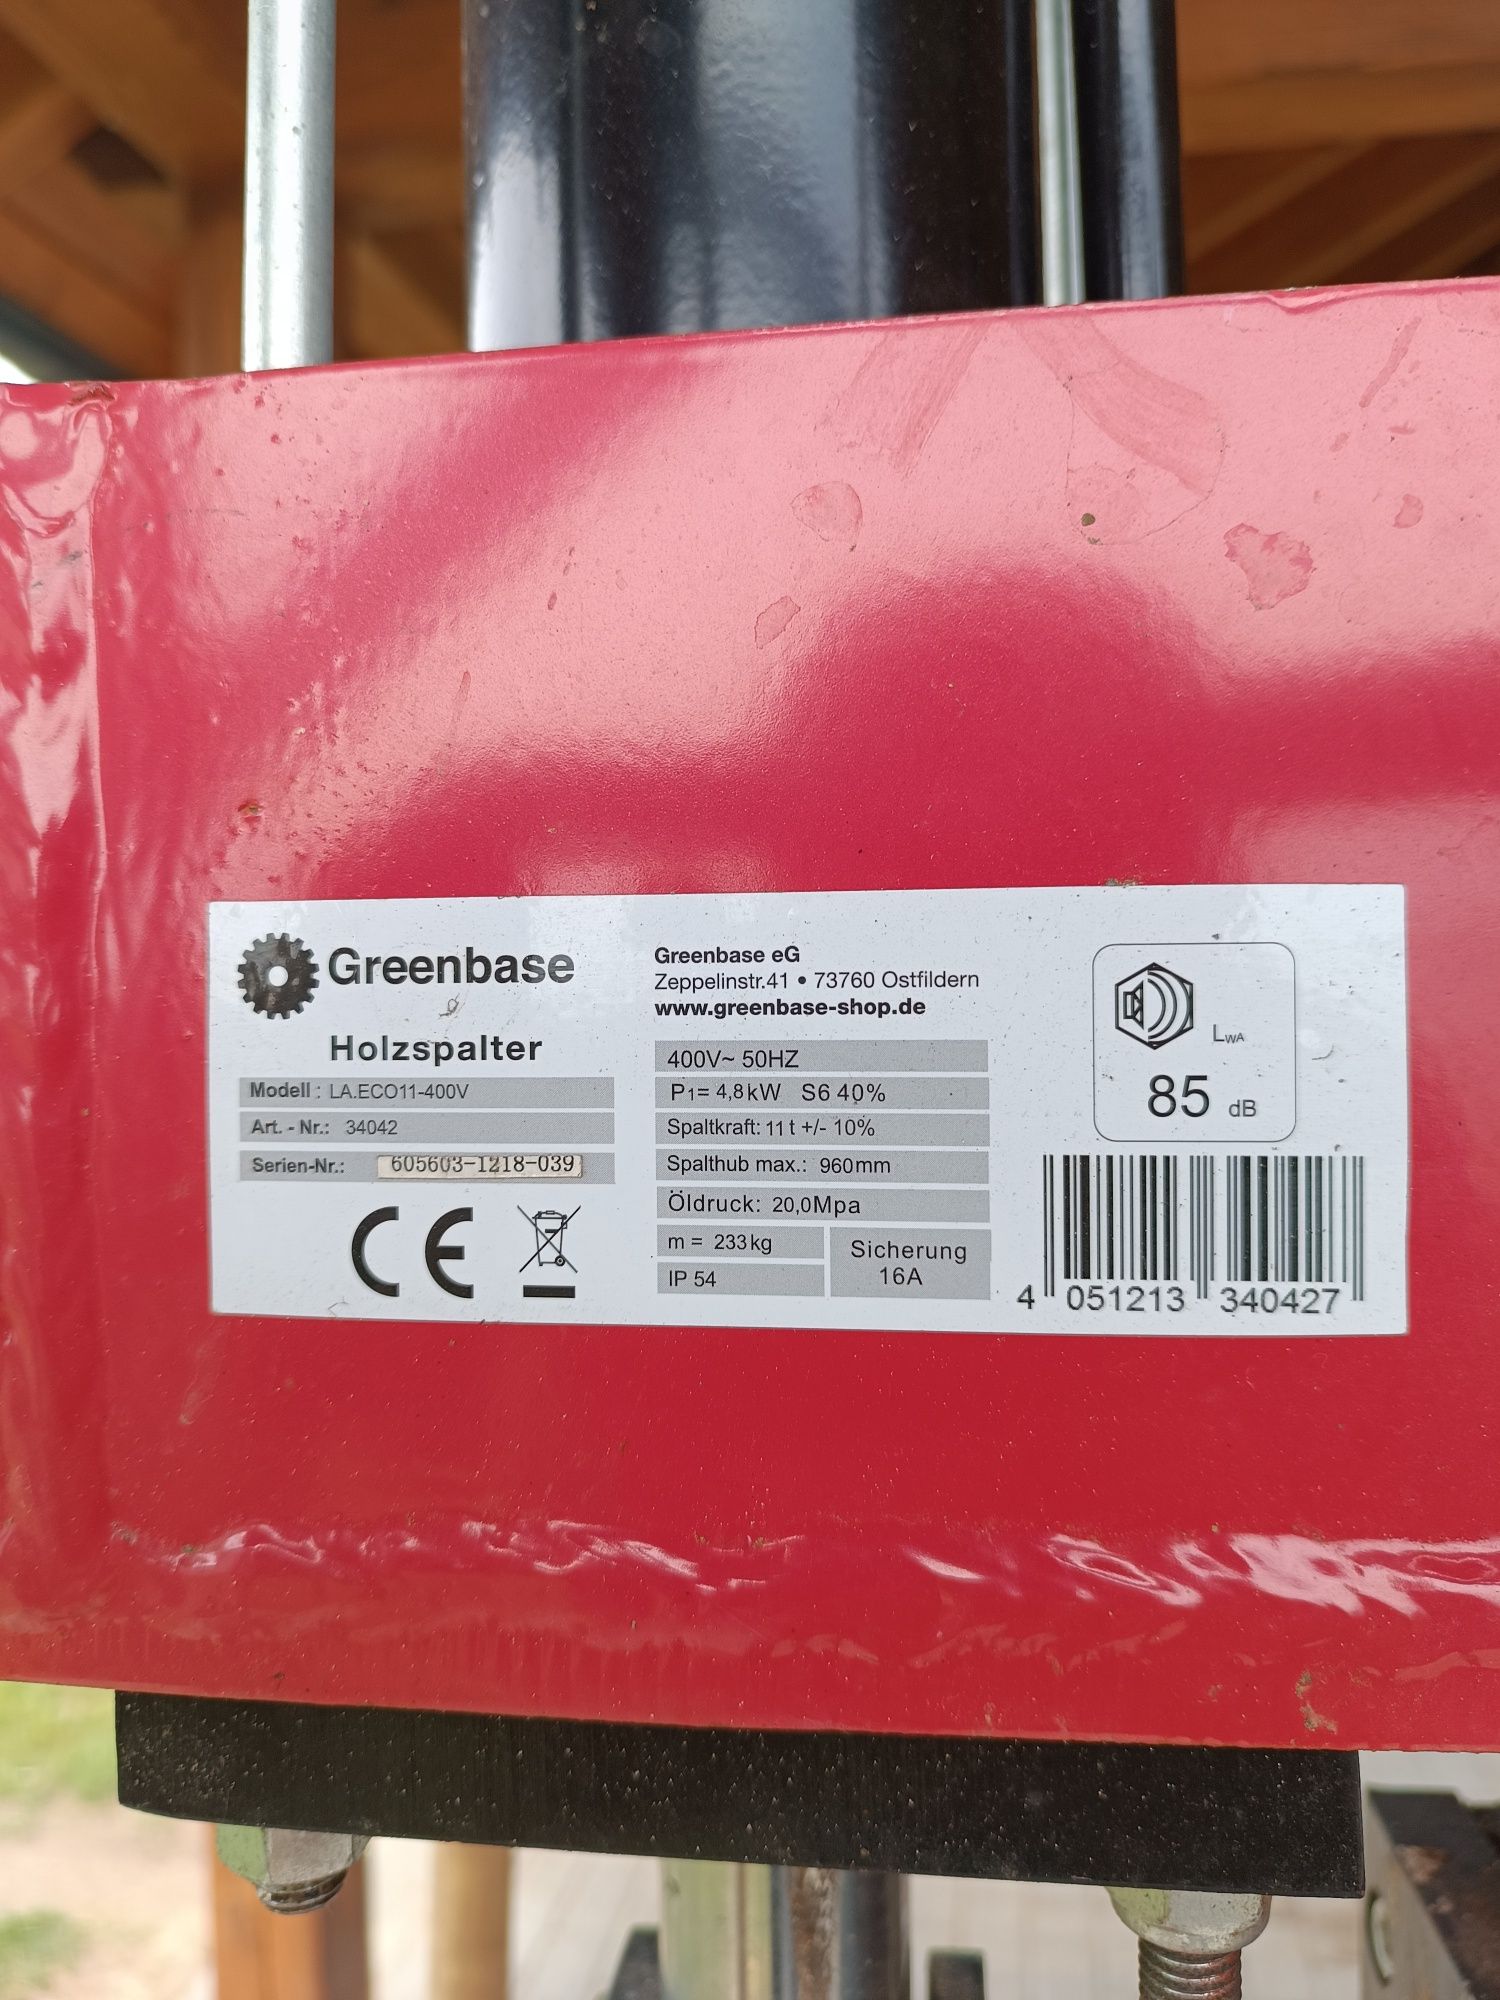 Greenbase
Holzspalter
Modell : LA.ECO11-400V
Art. - Nr.: 34042
Serien-Nr.: 605603-1218-039
CE
Greenbase eG
Zeppelinstr.41 • 73760 Ostfildern
www.greenbase-shop.de
400V~ 50HZ
P1= 4,8kW S6 40%
Spaltkraft: 11 t +/- 10%
Spalthub max.: 960mm
Öldruck: 20,0Mpa
m = 233kg
IP 54
Sicherung
16A
LWA
85 dB
4 051213 340427